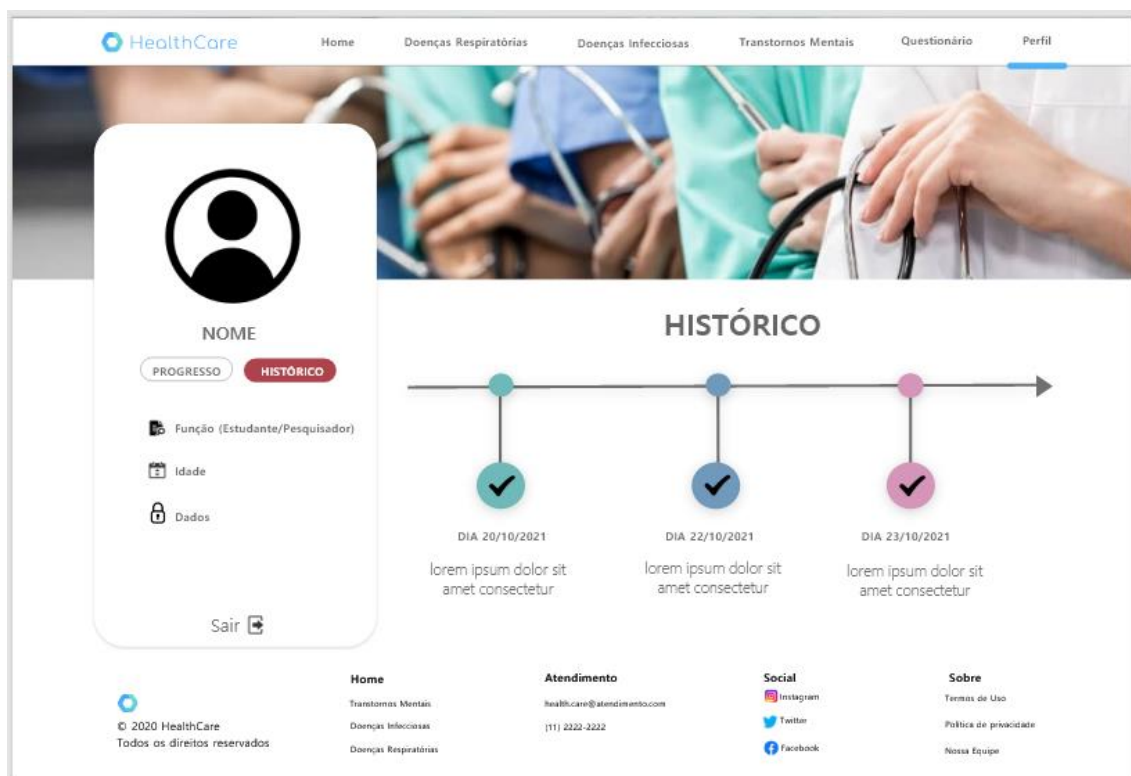 HealthCare
Home
Doenças Respiratórias
Doenças Infecciosas
Transtornos Mentais
Questionário
Perfil
NOME
PROGRESSO
HISTÓRICO
Função (Estudante/Pesquisador)
Idade
Dados
Sair
HISTÓRICO
DIA 20/10/2021
lorem ipsum dolor sit
amet consectetur
DIA 22/10/2021
lorem ipsum dolor sit
amet consectetur
DIA 23/10/2021
lorem ipsum dolor sit
amet consectetur
© 2020 HealthCare
Todos os direitos reservados
Home
Transtornos Mentais
Doenças Infecciosas
Doenças Respiratórias
Atendimento
health.care@atendimento.com
(11) 2222-2222
Social
Instagram
Twitter
Facebook
Sobre
Termos de Uso
Política de privacidade
Nossa Equipe